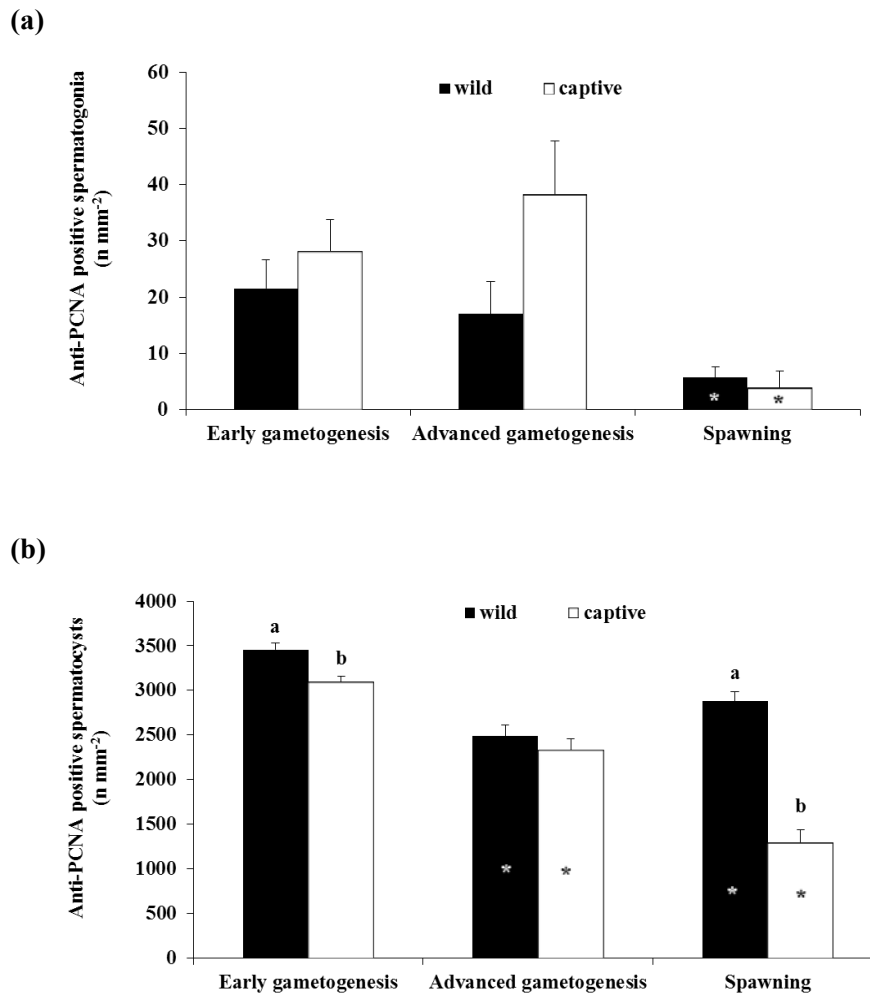 (a)
Anti-PCNA positive spermatogonia
(n mm⁻²)
60
50
40
30
20
10
0
wild
captive
*
*
Early gametogenesis
Advanced gametogenesis
Spawning
(b)
Anti-PCNA positive spermatocysts
(n mm⁻²)
4000
3500
3000
2500
2000
1500
1000
500
0
wild
captive
a
b
a
b
*
*
*
*
Early gametogenesis
Advanced gametogenesis
Spawning